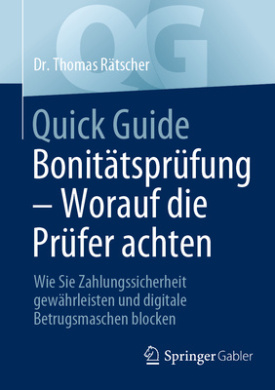 QG
Dr. Thomas Rätscher
Quick Guide
Bonitätsprüfung
– Worauf die
Prüfer achten
Wie Sie Zahlungssicherheit
gewährleisten und digitale
Betrugsmaschen blocken
Springer Gabler